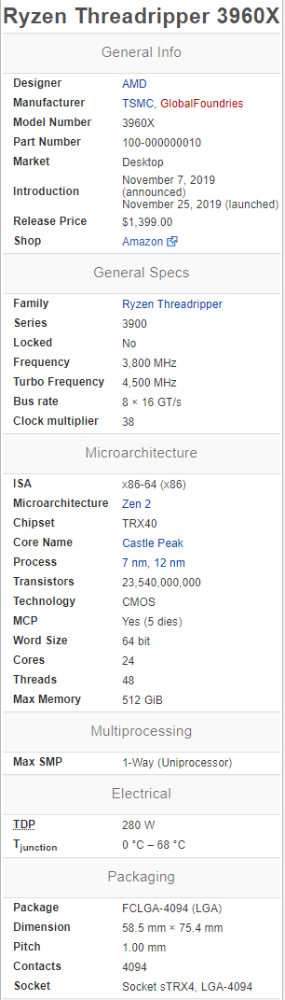 Ryzen Threadripper 3960X
General Info
Designer AMD
Manufacturer TSMC, GlobalFoundries
Model Number 3960X
Part Number 100-000000010
Market Desktop
Introduction November 7, 2019
(announced)
November 25, 2019 (launched)
Release Price $1,399.00
Shop Amazon
General Specs
Family Ryzen Threadripper
Series 3900
Locked No
Frequency 3,800 MHz
Turbo Frequency 4,500 MHz
Bus rate 8 × 16 GT/s
Clock multiplier 38
Microarchitecture
ISA x86-64 (x86)
Microarchitecture Zen 2
Chipset TRX40
Core Name Castle Peak
Process 7 nm, 12 nm
Transistors 23,540,000,000
Technology CMOS
MCP Yes (5 dies)
Word Size 64 bit
Cores 24
Threads 48
Max Memory 512 GiB
Multiprocessing
Max SMP 1-Way (Uniprocessor)
Electrical
TDP 280 W
Tjunction 0 °C – 68 °C
Packaging
Package FCLGA-4094 (LGA)
Dimension 58.5 mm × 75.4 mm
Pitch 1.00 mm
Contacts 4094
Socket Socket sTRX4, LGA-4094